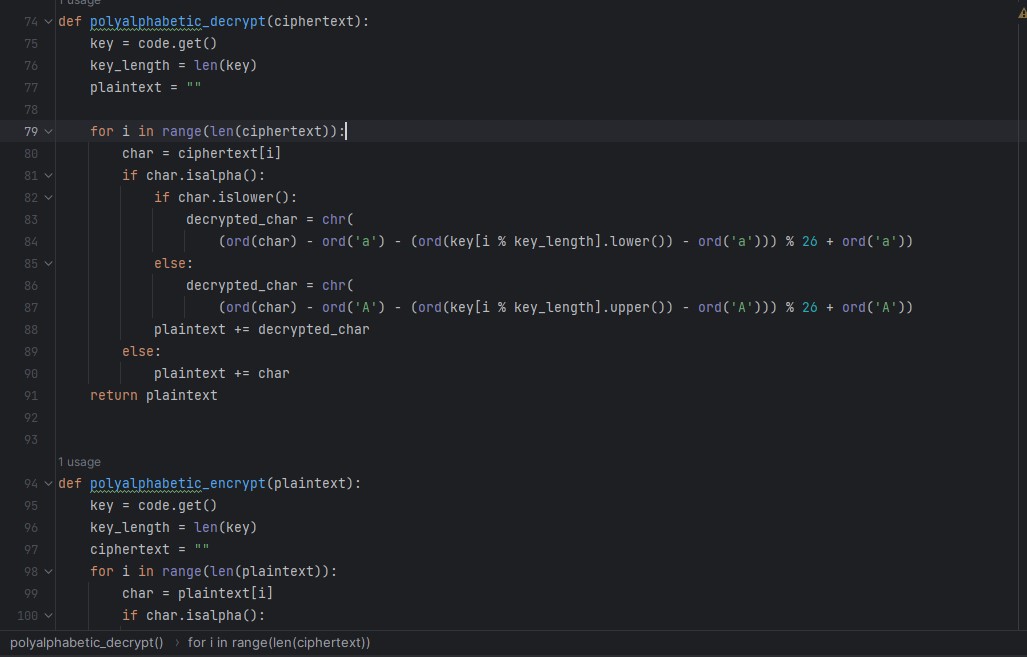 1 usage
74 def polyalphabetic_decrypt(ciphertext):
75     key = code.get()
76     key_length = len(key)
77     plaintext = ""
78
79     for i in range(len(ciphertext)):
80         char = ciphertext[i]
81         if char.isalpha():
82             if char.islower():
83                 decrypted_char = chr(
84                     (ord(char) - ord('a') - (ord(key[i % key_length].lower()) - ord('a'))) % 26 + ord('a'))
85             else:
86                 decrypted_char = chr(
87                     (ord(char) - ord('A') - (ord(key[i % key_length].upper()) - ord('A'))) % 26 + ord('A'))
88             plaintext += decrypted_char
89         else:
90             plaintext += char
91     return plaintext
92
93
1 usage
94 def polyalphabetic_encrypt(plaintext):
95     key = code.get()
96     key_length = len(key)
97     ciphertext = ""
98     for i in range(len(plaintext)):
99         char = plaintext[i]
100         if char.isalpha():
polyalphabetic_decrypt() › for i in range(len(ciphertext))